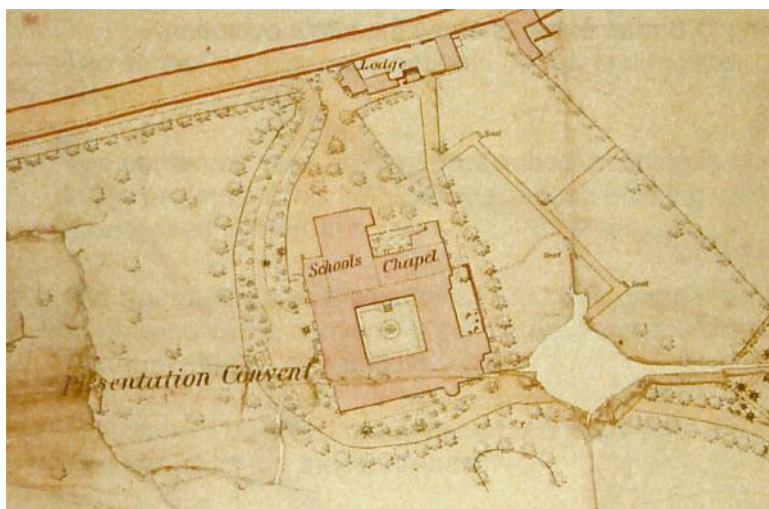 Lodge
Seat
Schools Chapel
Seat
Seat
Presentation Convent